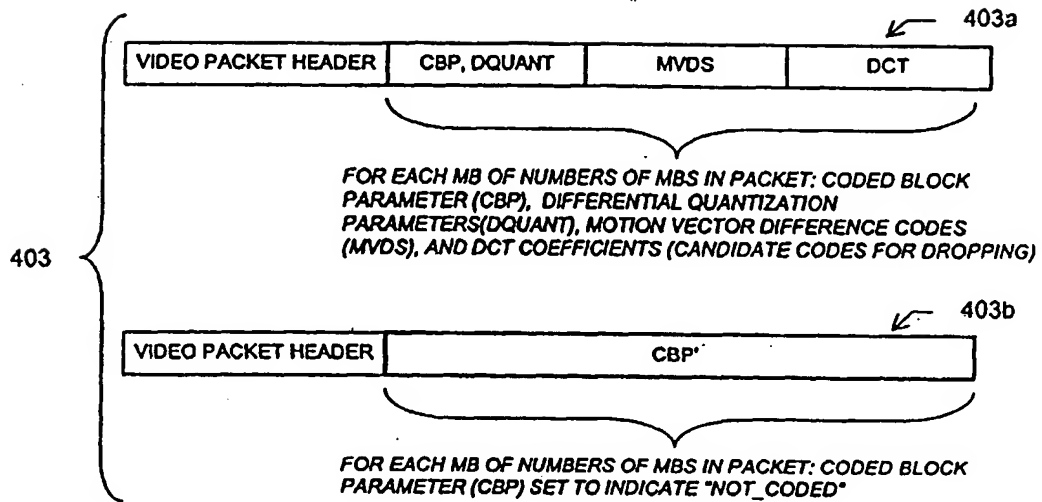 403a
VIDEO PACKET HEADER CBP, DQUANT MVDS DCT
FOR EACH MB OF NUMBERS OF MBS IN PACKET: CODED BLOCK
PARAMETER (CBP), DIFFERENTIAL QUANTIZATION
PARAMETERS(DQUANT), MOTION VECTOR DIFFERENCE CODES
(MVDS), AND DCT COEFFICIENTS (CANDIDATE CODES FOR DROPPING)
403
403b
VIDEO PACKET HEADER CBP'
FOR EACH MB OF NUMBERS OF MBS IN PACKET: CODED BLOCK
PARAMETER (CBP) SET TO INDICATE "NOT_CODED"